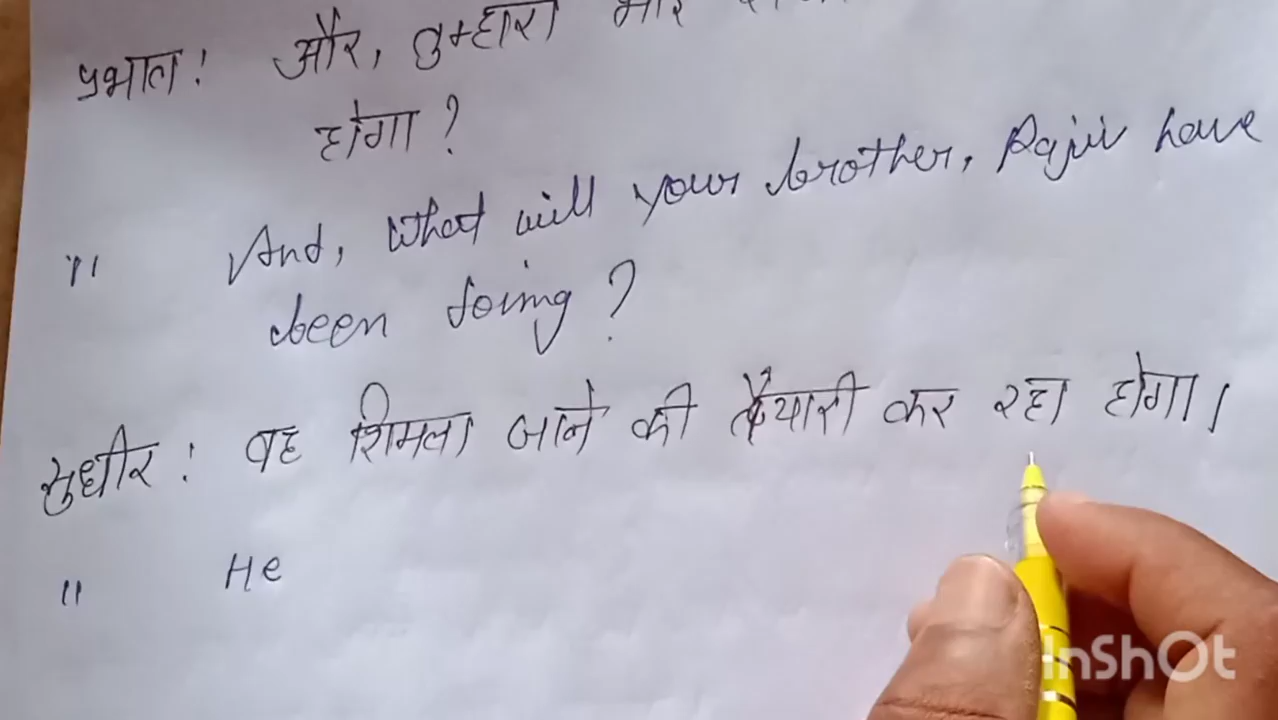 प्रभात! और, तुम्हारा भाई
होगा?
" And, what will your brother, Rajiv have
been doing?
सुधीर: वह शिमला जाने की तैयारी कर रहा होगा।
" He
InShOt